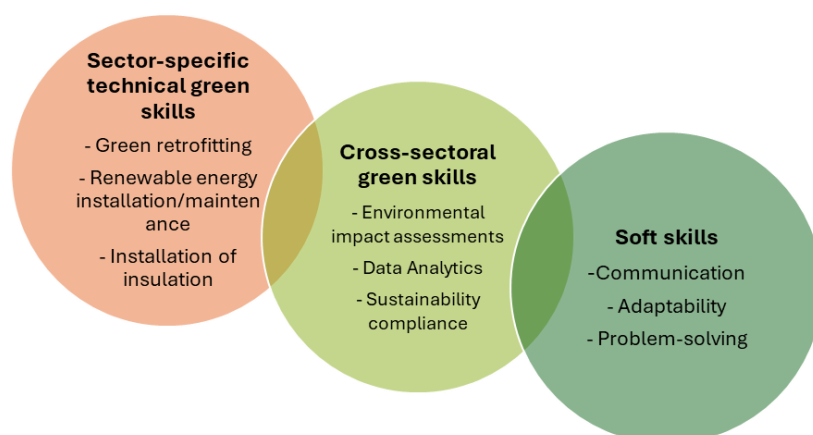 Sector-specific
technical green
skills
- Green retrofitting
- Renewable energy
installation/mainten
ance
- Installation of
insulation
Cross-sectoral
green skills
- Environmental
impact assessments
- Data Analytics
- Sustainability
compliance
Soft skills
-Communication
- Adaptability
- Problem-solving